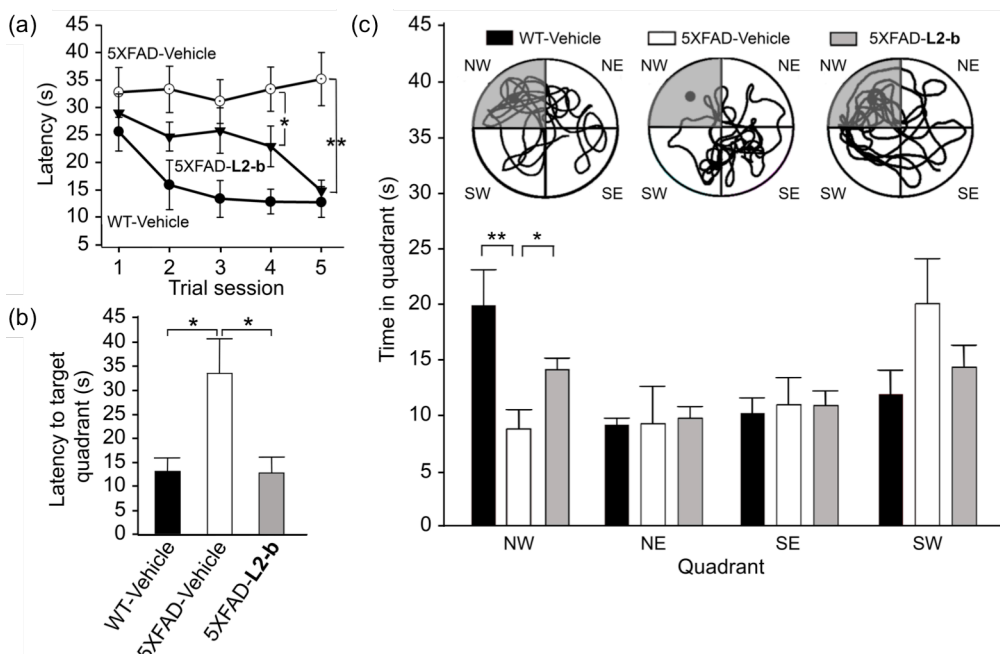 (a)
45
40
35
30
25
20
15
10
5
Latency (s)
5XFAD-Vehicle
5XFAD-L2-b
WT-Vehicle
*
**
1 2 3 4 5
Trial session
(b)
45
40
35
30
25
20
15
10
5
0
Latency to target
quadrant (s)
* *
WT-Vehicle
5XFAD-Vehicle
5XFAD-L2-b
(c)
45
40
35
30
25
20
15
10
5
0
Time in quadrant (s)
WT-Vehicle 5XFAD-Vehicle 5XFAD-L2-b
NW NE NW NE NW NE
SW SE SW SE SW SE
** *
NW NE SE SW
Quadrant